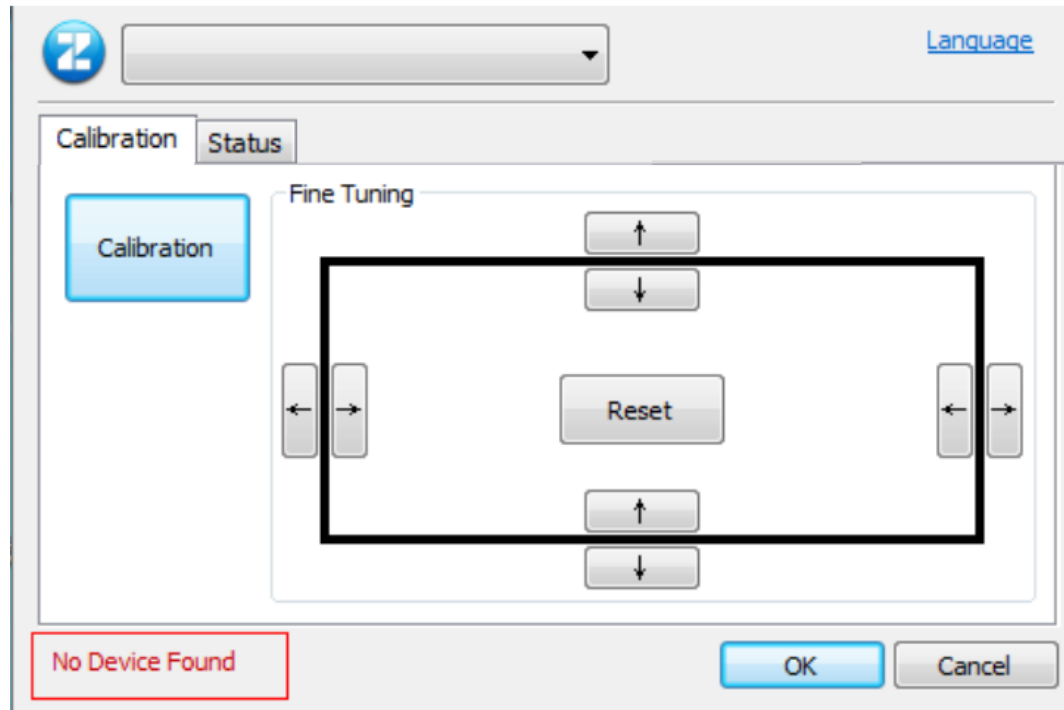 Language
Calibration Status
Calibration
Fine Tuning
↑
↓
← →
Reset
← →
↑
↓
No Device Found
OK Cancel